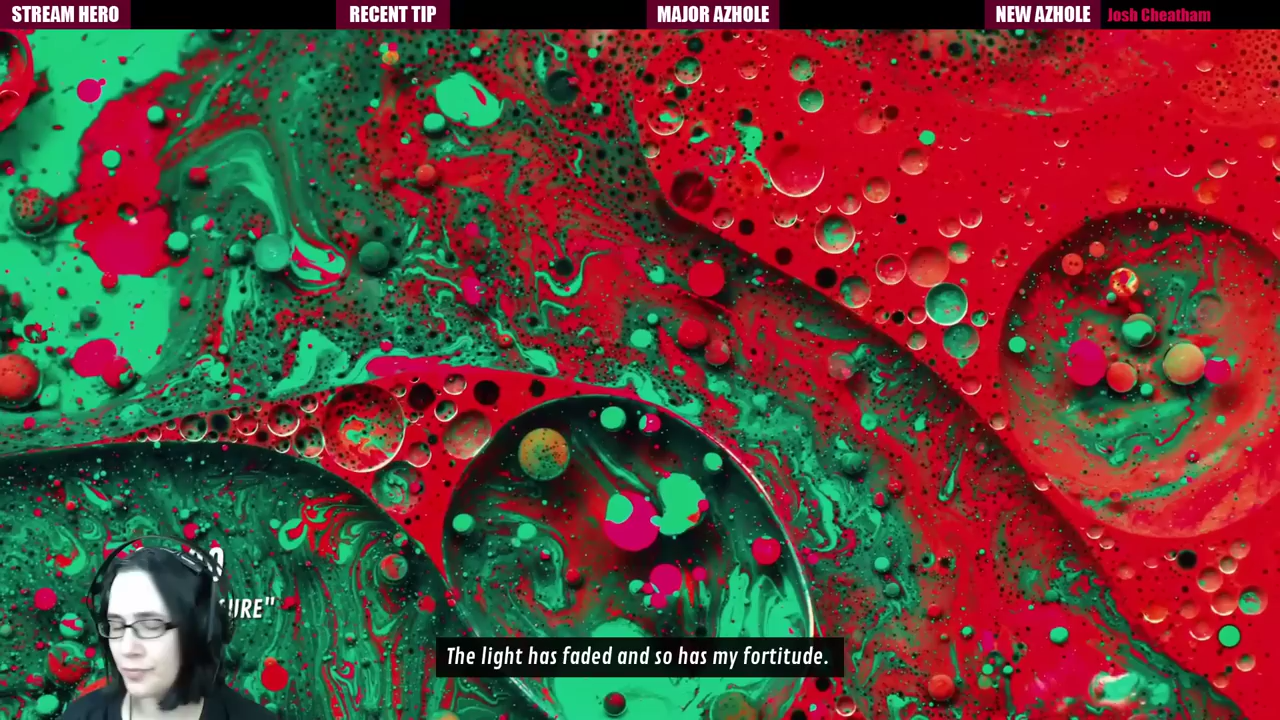 STREAM HERO
RECENT TIP
MAJOR AZHOLE
NEW AZHOLE Josh Cheatham
The light has faded and so has my fortitude.